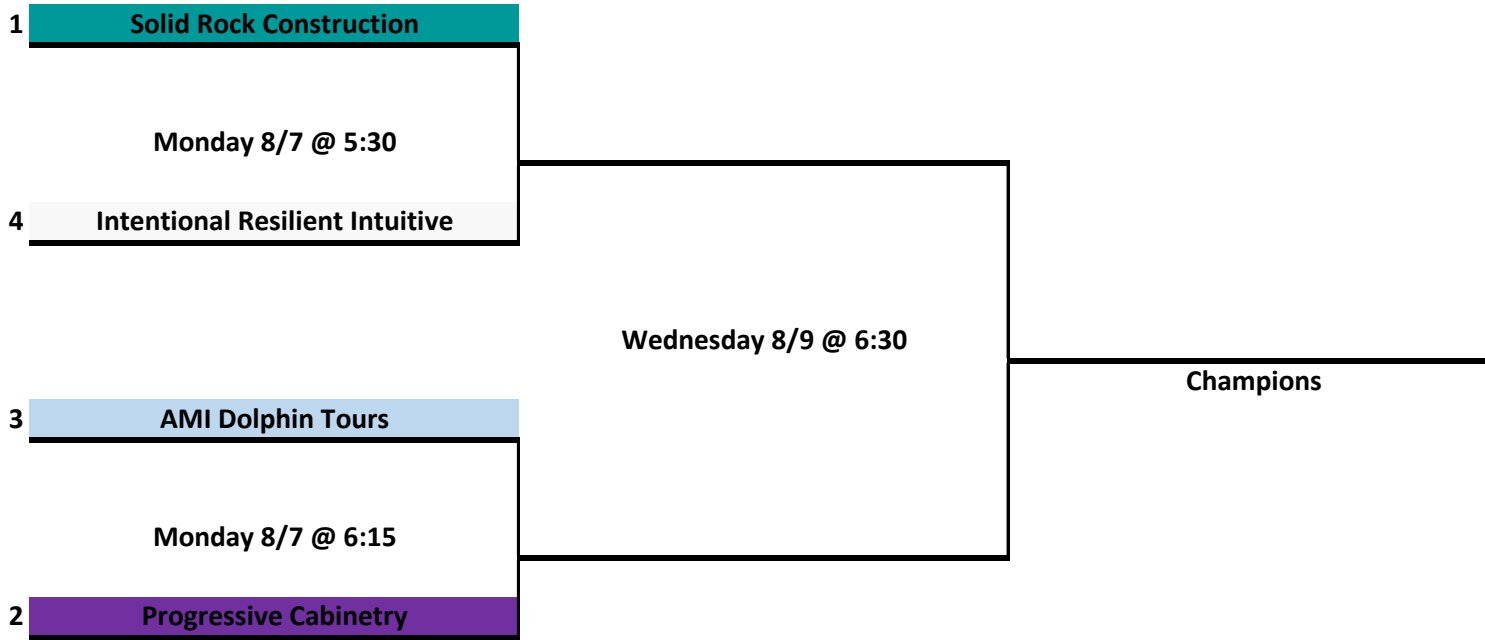 1 Solid Rock Construction
Monday 8/7 @ 5:30
4 Intentional Resilient Intuitive
Wednesday 8/9 @ 6:30
Champions
3 AMI Dolphin Tours
Monday 8/7 @ 6:15
2 Progressive Cabinetry